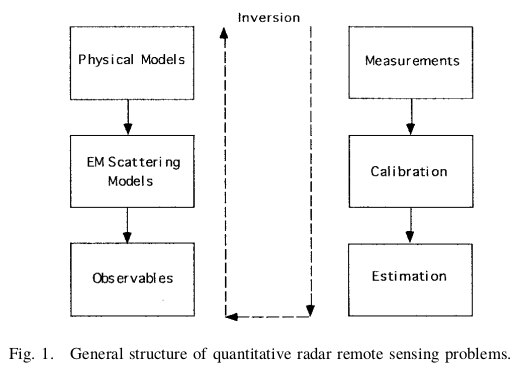 Inversion
Physical Models
EM Scattering
Models
Observables
Measurements
Calibration
Estimation
Fig. 1. General structure of quantitative radar remote sensing problems.